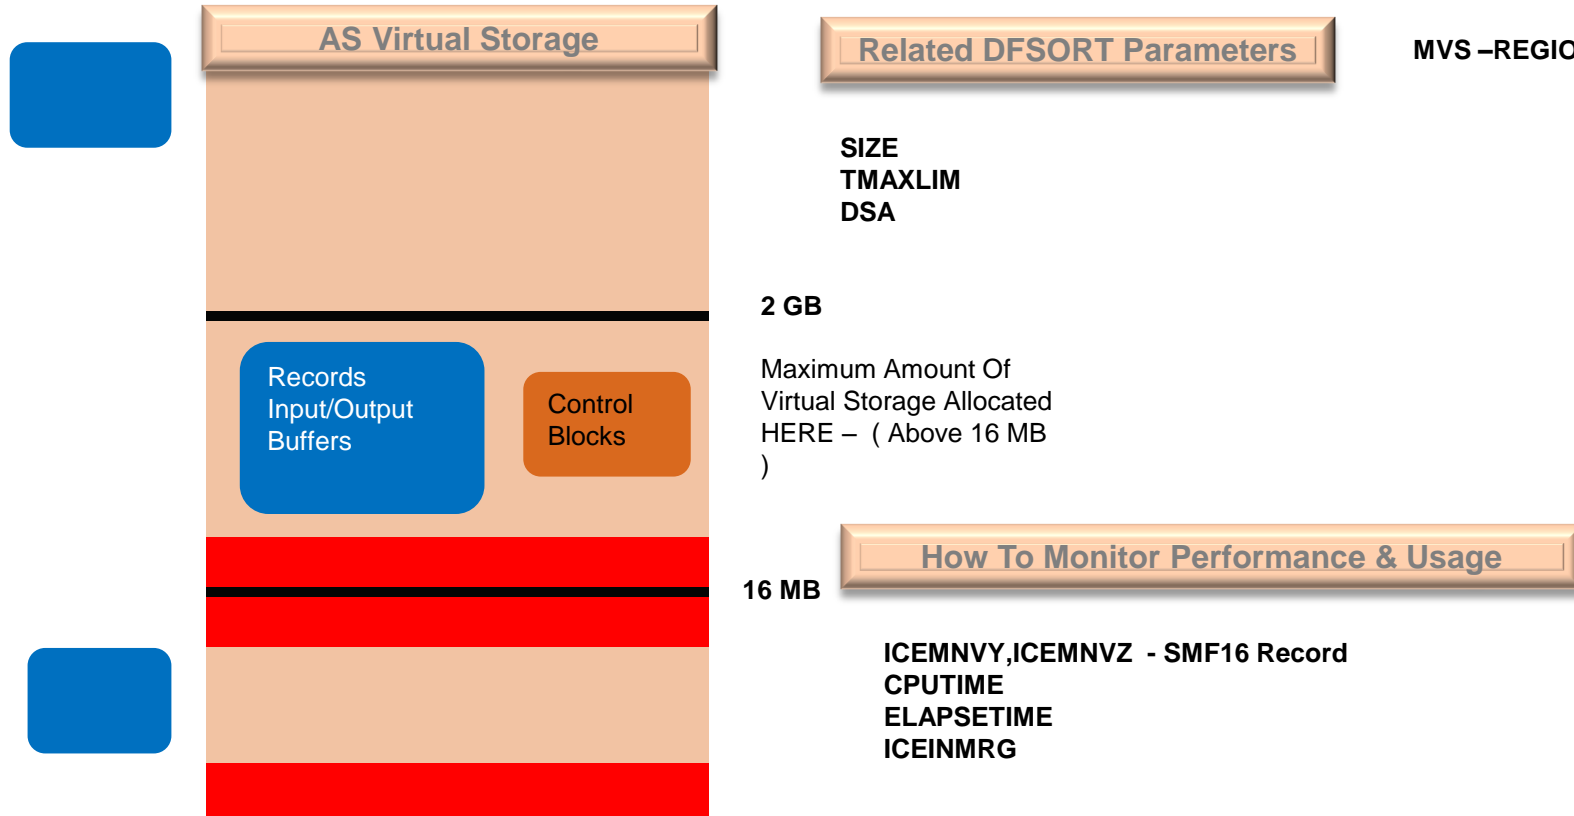 AS Virtual Storage
Related DFSORT Parameters
MVS –REGIO
SIZE
TMAXLIM
DSA
2 GB
Records
Input/Output
Buffers
Control
Blocks
Maximum Amount Of
Virtual Storage Allocated
HERE – ( Above 16 MB
)
How To Monitor Performance & Usage
16 MB
ICEMNVY,ICEMNVZ - SMF16 Record
CPUTIME
ELAPSETIME
ICEINMRG